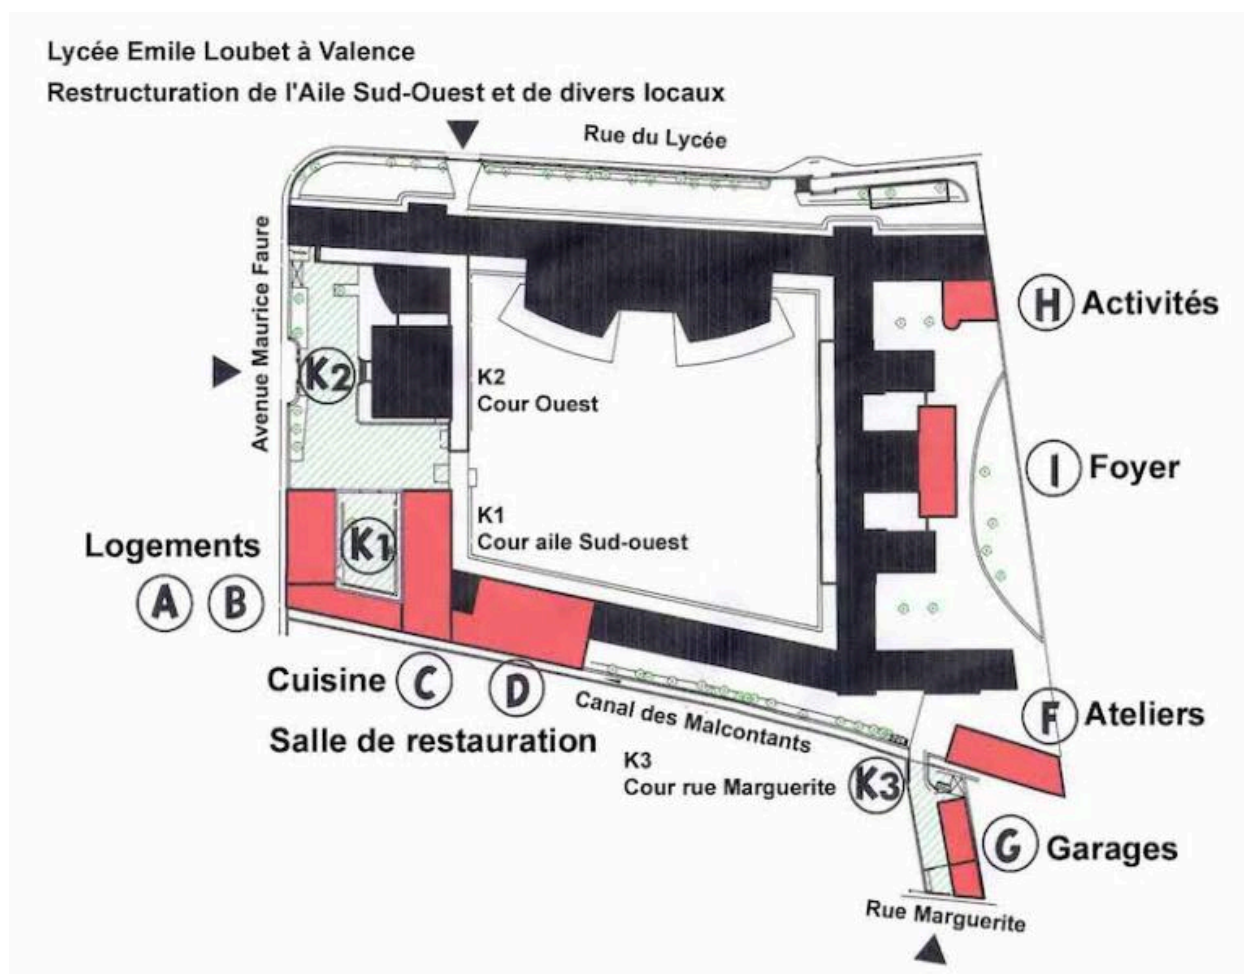 Lycée Emile Loubet à Valence
Restructuration de l'Aile Sud-Ouest et de divers locaux
Rue du Lycée
Avenue Maurice Faure
H Activités
K2
K2
Cour Ouest
I Foyer
K1
Cour aile Sud-ouest
K1
Logements
A B
Cuisine C D
Salle de restauration
Canal des Malcontants
F Ateliers
K3
Cour rue Marguerite K3
G Garages
Rue Marguerite